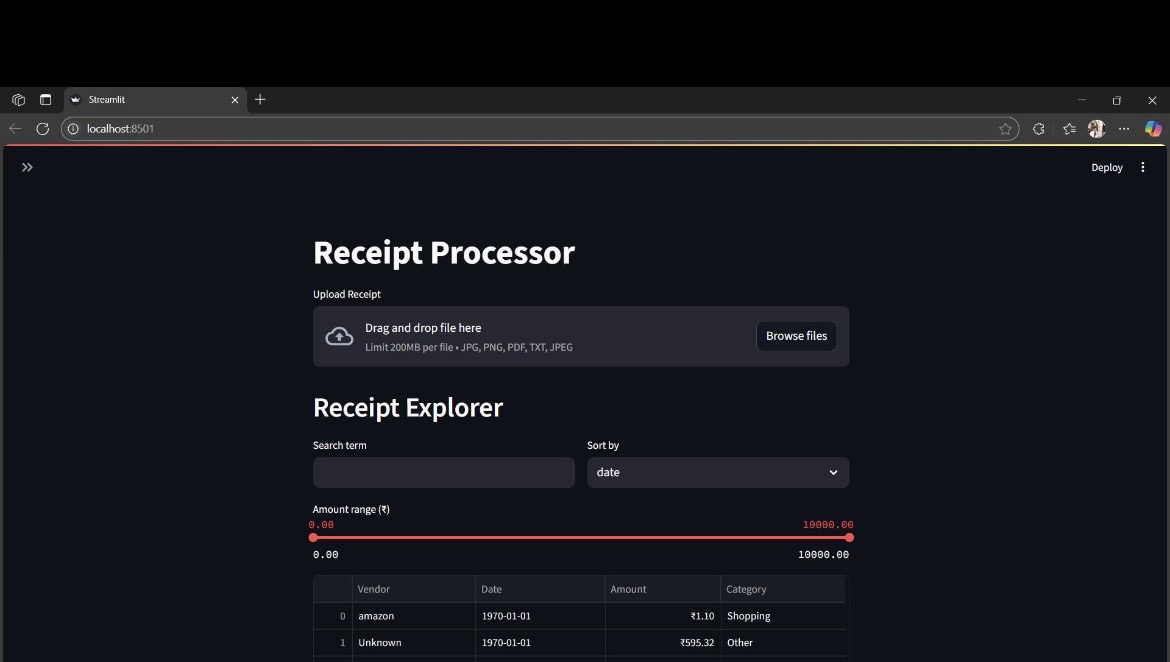 Streamlit
localhost:8501
Deploy
Receipt Processor
Upload Receipt
Drag and drop file here
Limit 200MB per file • JPG, PNG, PDF, TXT, JPEG
Browse files
Receipt Explorer
Search term
Sort by
date
Amount range (₹)
0.00 10000.00
0.00 10000.00
Vendor Date Amount Category
0 amazon 1970-01-01 ₹1.10 Shopping
1 Unknown 1970-01-01 ₹595.32 Other